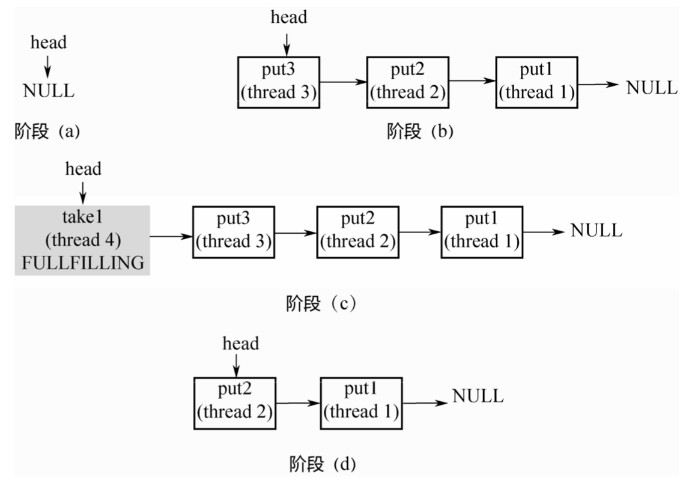 head
NULL
阶段 (a)
head
put3
(thread 3)
put2
(thread 2)
put1
(thread 1)
NULL
阶段 (b)
head
take1
(thread 4)
FULLFILLING
put3
(thread 3)
put2
(thread 2)
put1
(thread 1)
NULL
阶段（c）
head
put2
(thread 2)
put1
(thread 1)
NULL
阶段 (d)